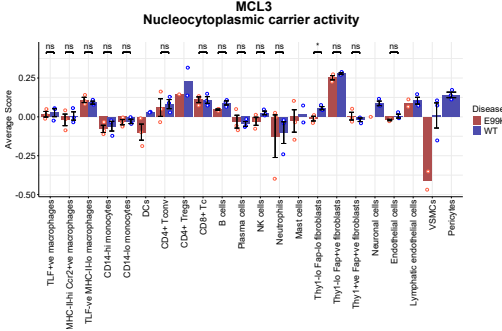 MCL3
Nucleocytoplasmic carrier activity
ns ns ns ns ns ns ns ns ns ns ns * ns ns ns
Average Score
0.25
0.00
-0.25
-0.50
Disease
E99K
WT
TLF+ve macrophages
MHC-II-hi Ccr2+ve macrophages
TLF-ve MHC-II-lo macrophages
CD14-hi monocytes
CD14-lo monocytes
DCs
CD4+ Tconv
CD4+ Tregs
CD8+ Tc
B cells
Plasma cells
NK cells
Neutrophils
Mast cells
Thy1-lo Fap-lo fibroblasts
Thy1-lo Fap+ve fibroblasts
Thy1+ve Fap+ve fibroblasts
Neuronal cells
Endothelial cells
Lymphatic endothelial cells
VSMCs
Pericytes